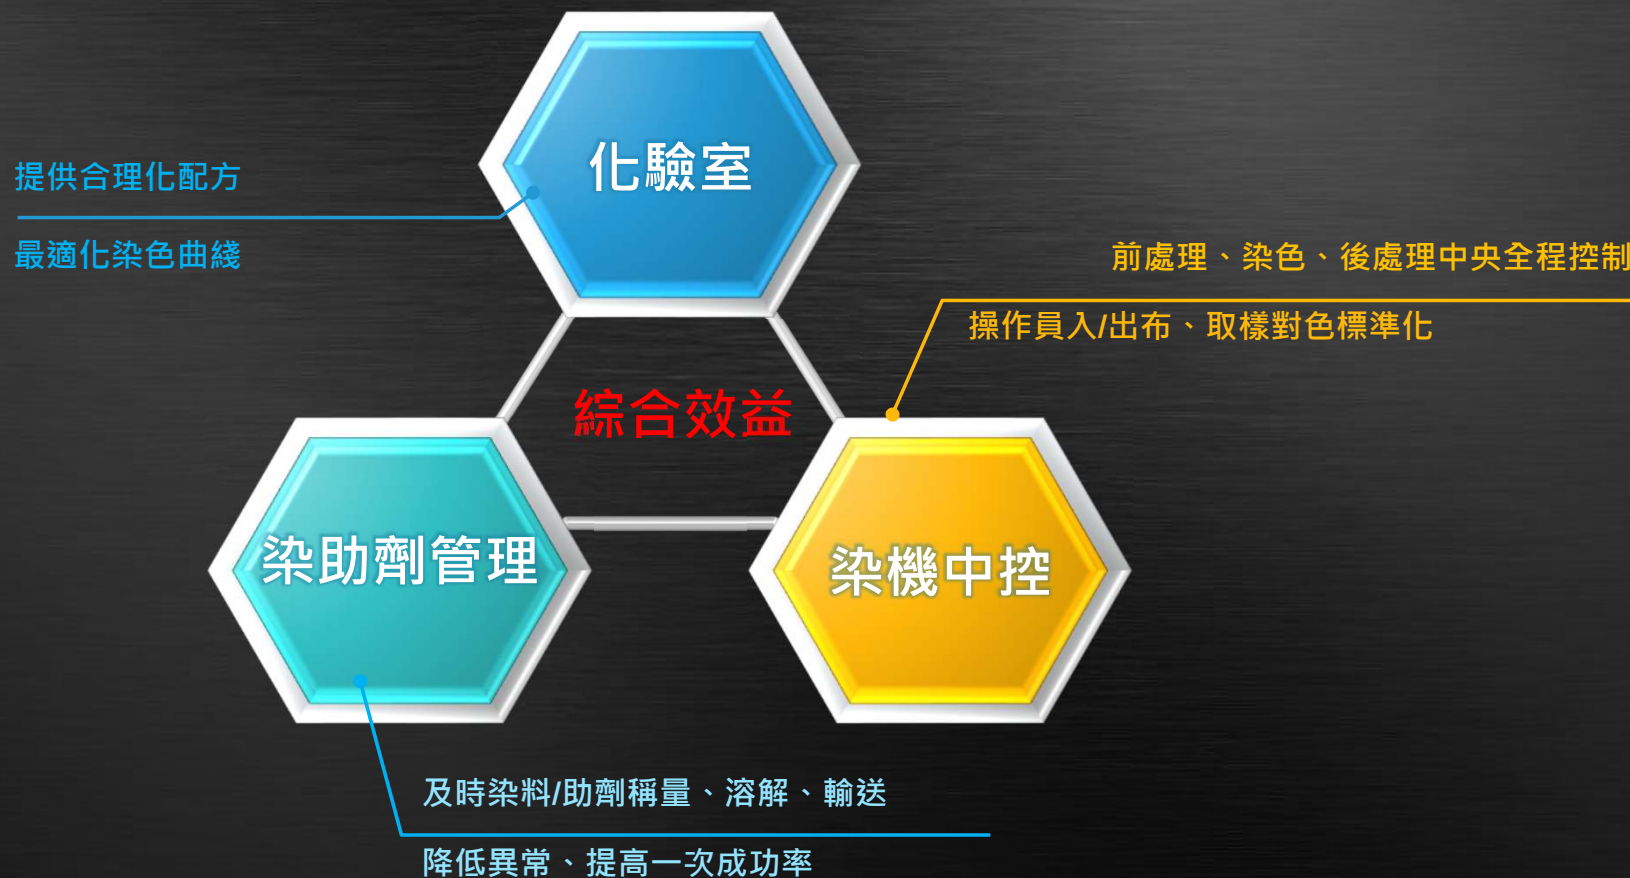 化驗室
提供合理化配方
最適化染色曲綫
前處理、染色、後處理中央全程控制
操作員入/出布、取樣對色標準化
綜合效益
染助劑管理
染機中控
及時染料/助劑稱量、溶解、輸送
降低異常、提高一次成功率